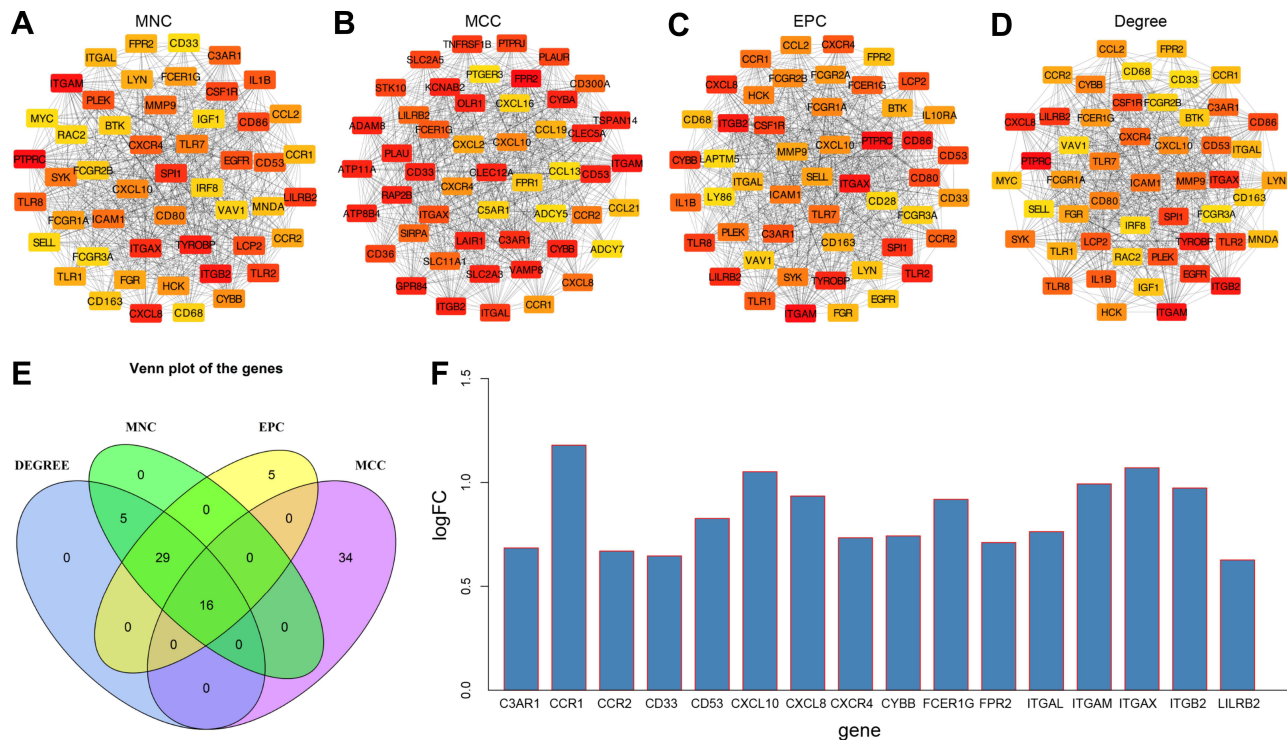 A
MNC
FPR2
CD33
ITGAL
C3AR1
LYN
FCER1G
IL1B
ITGAM
PLEK
MMP9
CSF1R
CCL2
MYC
IGF1
CD86
RAC2
BTK
CXCR4
TLR7
EGFR
CD53
CCR1
PTPRC
FCGR2B
SPI1
SYK
CXCL10
IRF8
LILRB2
TLR8
FCGR1A
ICAM1
CD80
VAV1
MNDA
SELL
ITGAX
TYROBP
LCP2
CCR2
FCGR3A
ITGB2
TLR2
TLR1
FGR
HCK
CYBB
CD163
CXCL8
CD68
B
MCC
TNFRSF1B
PTPRJ
SLC2A5
PLAUR
PTGER3
FPR2
STK10
KCNAB2
CD300A
OLR1
CXCL16
CYBA
LILRB2
TSPAN14
ADAM8
FCER1G
CCL19
CLEC5A
CXCL2
CXCL10
PLAU
CCL13
ITGAM
ATP11A
CD33
CLEC12A
CD53
CXCR4
FPR1
RAP2B
ITGAX
C5AR1
CCL21
ATP8B4
ADCY5
CCR2
SIRPA
LAIR1
C3AR1
CYBB
ADCY7
CD36
SLC11A1
SLC2A3
VAMP8
GPR84
CXCL8
ITGB2
ITGAL
CCR1
C
EPC
CCL2
CXCR4
CCR1
FPR2
FCGR2B
FCGR2A
CXCL8
HCK
FCER1G
LCP2
FCGR1A
BTK
CD68
ITGB2
CSF1R
IL10RA
MMP9
CXCL10
PTPRC
CD86
CYBB
LAPTM5
CD53
SELL
ITGAX
CD80
IL1B
LY86
ITGAL
CD28
CD33
ICAM1
FCGR3A
TLR7
PLEK
C3AR1
CCR2
TLR8
CD163
SPI1
VAV1
LYN
TLR2
LILRB2
SYK
TYROBP
TLR1
EGFR
ITGAM
FGR
D
Degree
CCL2
FPR2
CCR2
CYBB
CD68
CD33
CCR1
CSF1R
FCGR2B
CXCL8
LILRB2
FCER1G
C3AR1
BTK
CD86
CXCR4
VAV1
CXCL10
CD53
ITGAL
PTPRC
TLR7
MYC
FCGR1A
ICAM1
MMP9
ITGAX
LYN
SELL
CD80
CD163
FGR
SPI1
FCGR3A
IRF8
SYK
LCP2
TYROBP
TLR2
MNDA
TLR1
RAC2
PLEK
EGFR
TLR8
IL1B
IGF1
ITGB2
HCK
ITGAM
E
Venn plot of the genes
MNC
EPC
DEGREE
MCC
0
5
5
0
0
0
29
0
34
16
0
0
0
0
0
F
1.5
1.0
0.5
0.0
logFC
C3AR1 CCR1 CCR2 CD33 CD53 CXCL10 CXCL8 CXCR4 CYBB FCER1G FPR2 ITGAL ITGAM ITGAX ITGB2 LILRB2
gene